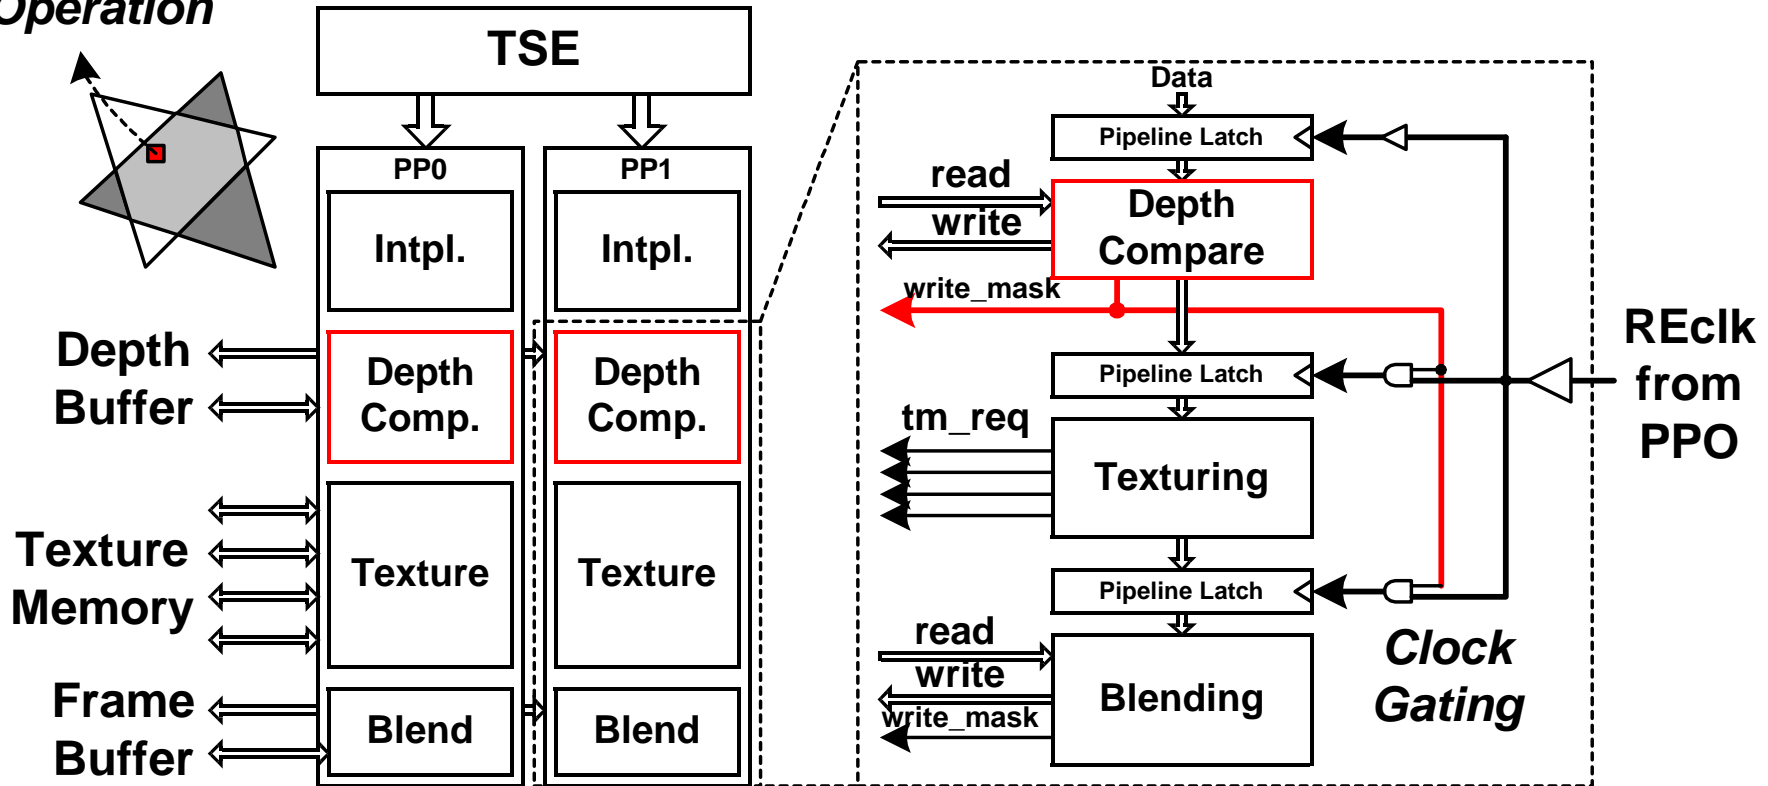 Operation
TSE
PP0
Intpl.
Depth
Comp.
Texture
Blend
PP1
Intpl.
Depth
Comp.
Texture
Blend
Depth
Buffer
Texture
Memory
Frame
Buffer
Data
Pipeline Latch
read
write
Depth
Compare
write_mask
Pipeline Latch
tm_req
Texturing
Pipeline Latch
read
write
write_mask
Blending
Clock
Gating
REclk
from
PPO